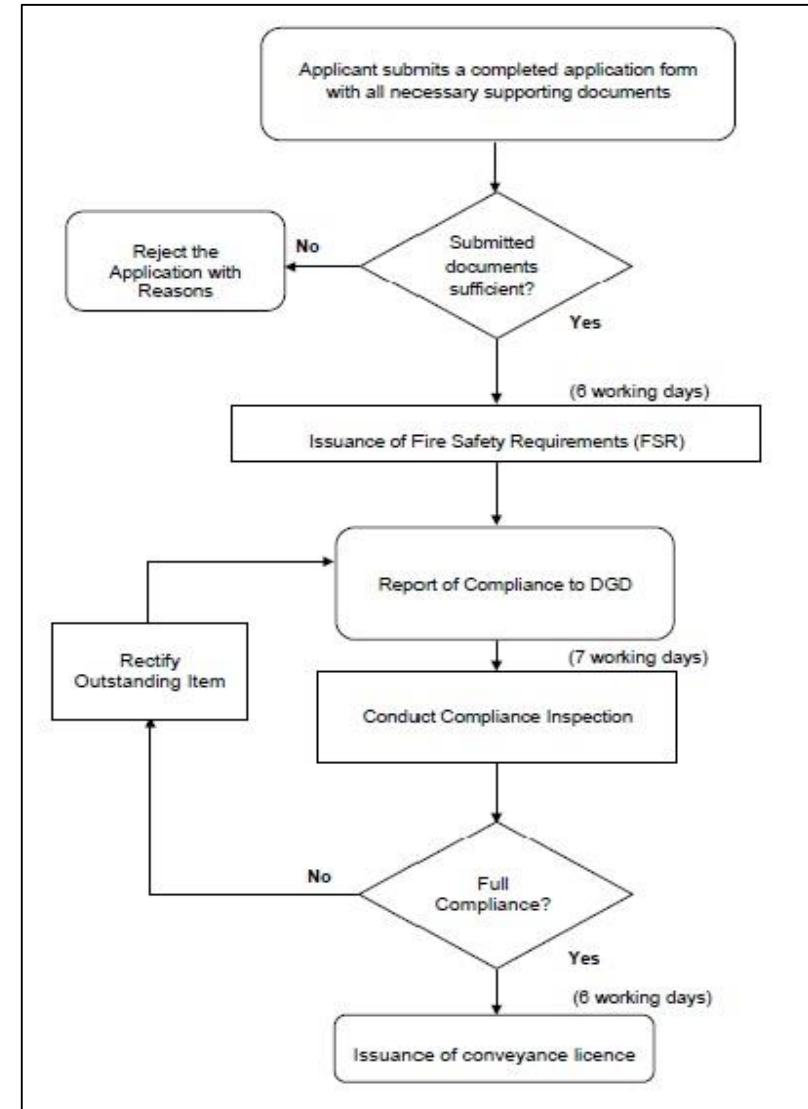 Applicant submits a completed application form
with all necessary supporting documents
Submitted
documents
sufficient?
No
Reject the
Application with
Reasons
Yes
(6 working days)
Issuance of Fire Safety Requirements (FSR)
Report of Compliance to DGD
(7 working days)
Rectify
Outstanding Item
Conduct Compliance Inspection
Full
Compliance?
No
Yes
(6 working days)
Issuance of conveyance licence